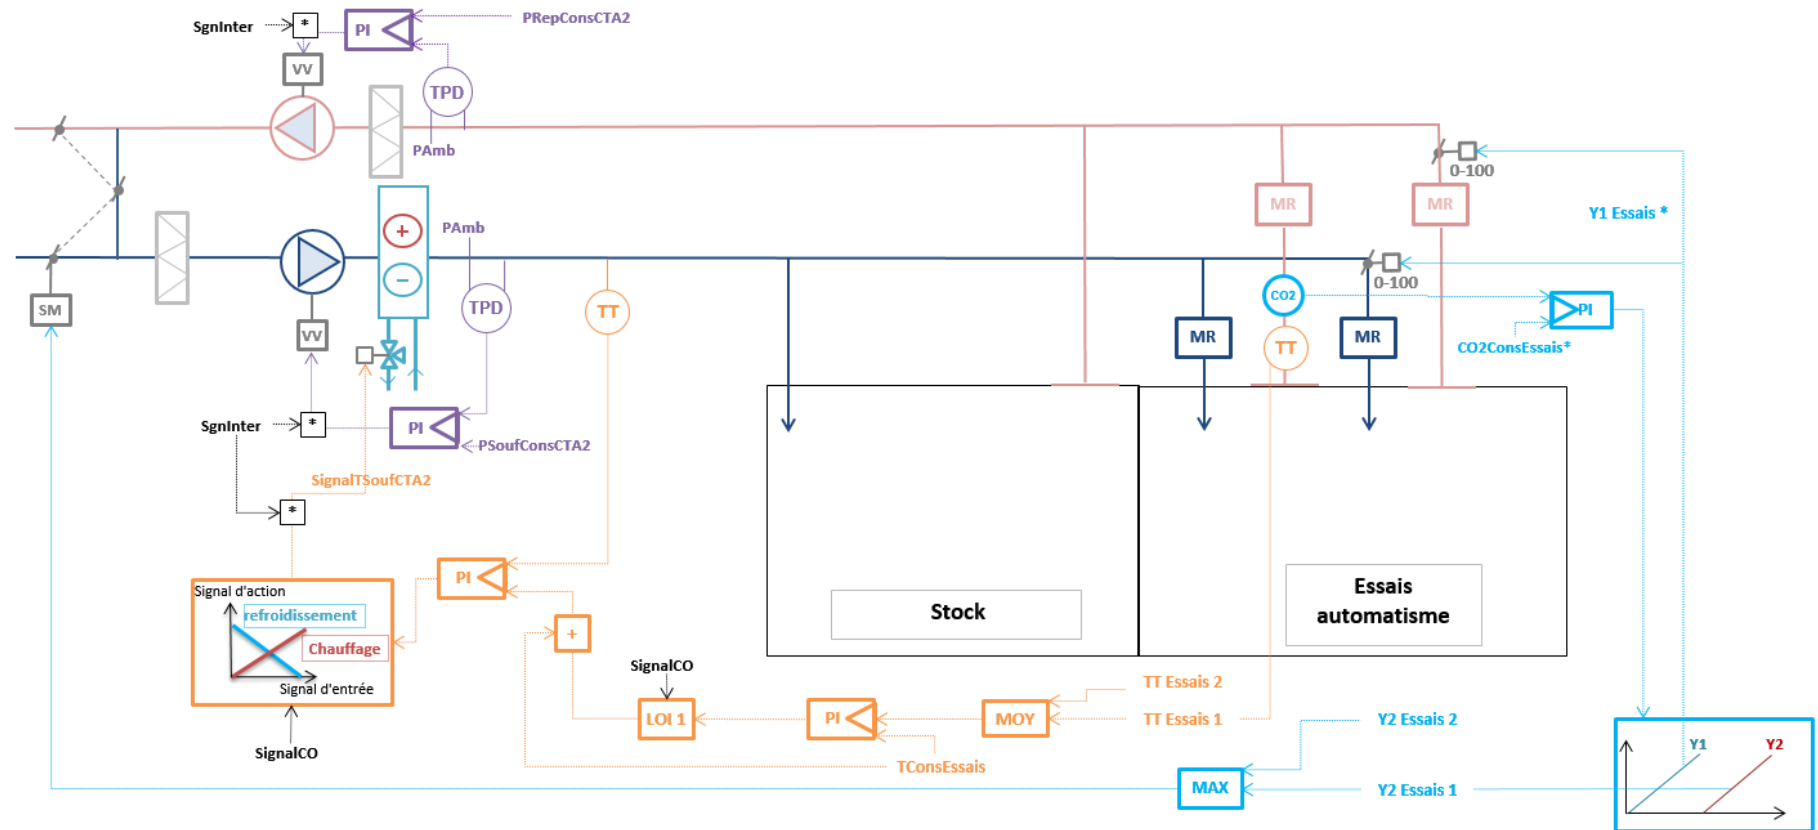 SgnInter
*
PI
PRepConsCTA2
VV
TPD
PAmb
0-100
MR
MR
Y1 Essais *
PAmb
+
−
SM
VV
TPD
TT
CO2
0-100
PI
MR
MR
TT
CO2ConsEssais*
SgnInter
*
PI
PSoufConsCTA2
SignalTSoufCTA2
*
Signal d'action
refroidissement
Chauffage
Signal d'entrée
PI
+
Stock
Essais
automatisme
SignalCO
SignalCO
LOI 1
PI
MOY
TT Essais 2
TT Essais 1
TConsEssais
Y2 Essais 2
MAX
Y2 Essais 1
Y1
Y2